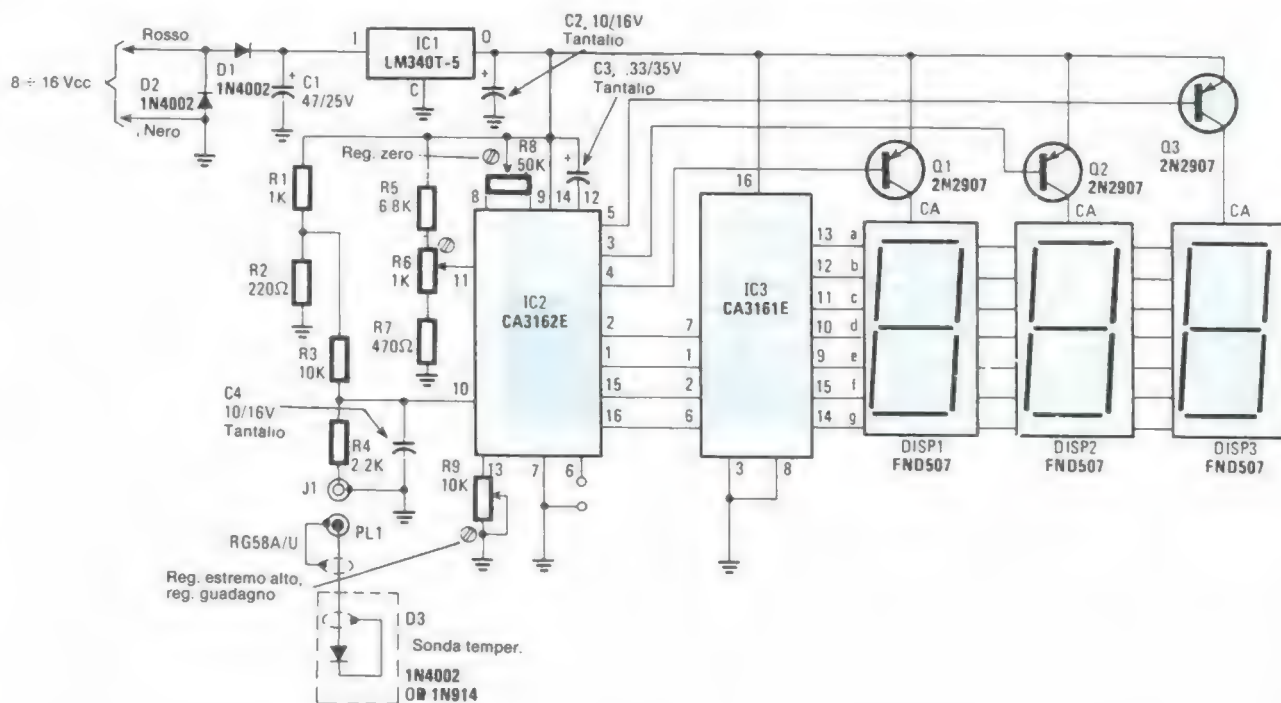 8 ÷ 16 Vcc
Rosso
Nero
D2
1N4002
D1
1N4002
C1
47/25V
1
IC1
LM340T-5
0
C
C2, 10/16V
Tantalio
C3, .33/35V
Tantalio
Reg. zero
R8
50K
R1
1K
R2
220Ω
R5
6.8K
R6
1K
R7
470Ω
R3
10K
C4
10/16V
Tantalio
R4
2.2K
J1
PL1
RG58A/U
Reg. estremo alto,
reg. guadagno
D3
Sonda temper.
1N4002
OR 1N914
R9
10K
8
9
14
12
11
10
13
7
6
IC2
CA3162E
5
3
4
2
1
15
16
7
1
2
6
16
IC3
CA3161E
3
8
13 a
12 b
11 c
10 d
9 e
15 f
14 g
Q1
2N2907
Q2
2N2907
Q3
2N2907
CA
CA
CA
DISP1
FND507
DISP2
FND507
DISP3
FND507